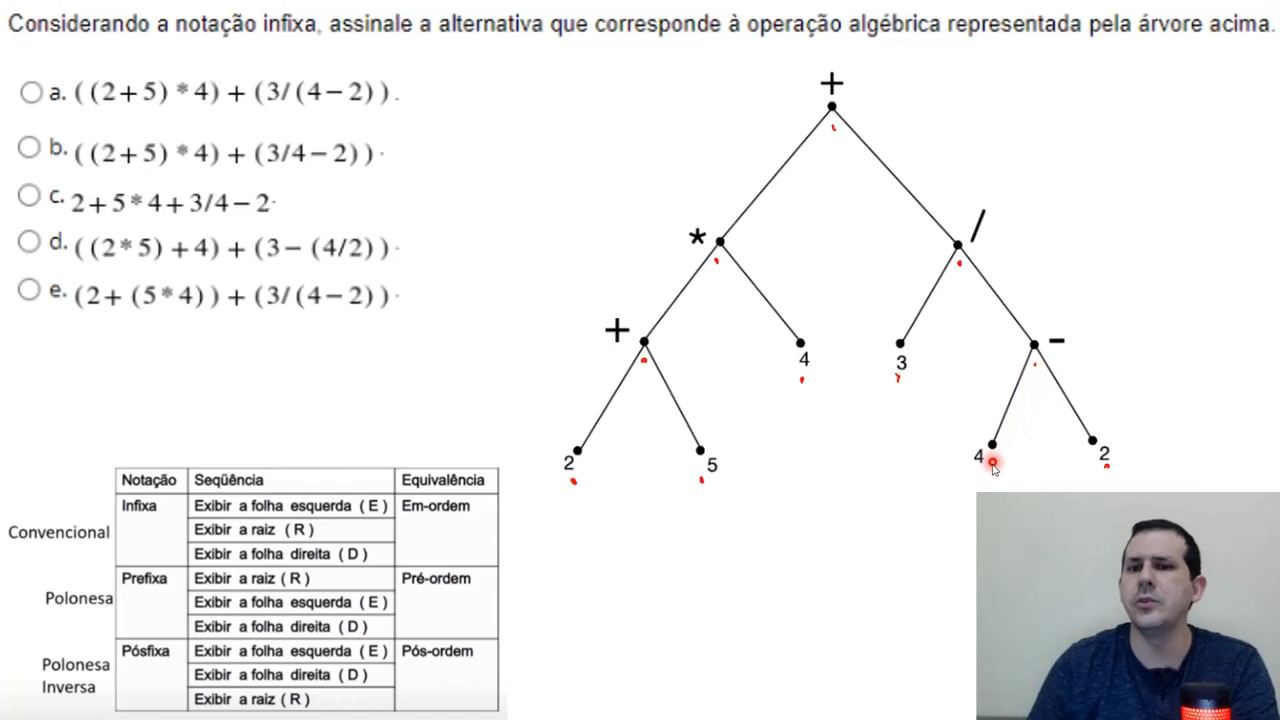 Considerando a notação infixa, assinale a alternativa que corresponde à operação algébrica representada pela árvore acima.
a. ((2+5)*4)+(3/(4−2)).
b. ((2+5)*4)+(3/4−2)).
c. 2+5*4+3/4−2.
d. ((2*5)+4)+(3−(4/2)).
e. (2+(5*4))+(3/(4−2)).
+
* /
+ -
4 3
2 5 4 2
Notação Seqüência Equivalência
Infixa Exibir a folha esquerda ( E ) Em-ordem
Convencional Exibir a raiz ( R )
Exibir a folha direita ( D )
Prefixa Exibir a raiz ( R ) Pré-ordem
Polonesa Exibir a folha esquerda ( E )
Exibir a folha direita ( D )
Pósfixa Exibir a folha esquerda ( E ) Pós-ordem
Polonesa Exibir a folha direita ( D )
Inversa Exibir a raiz ( R )